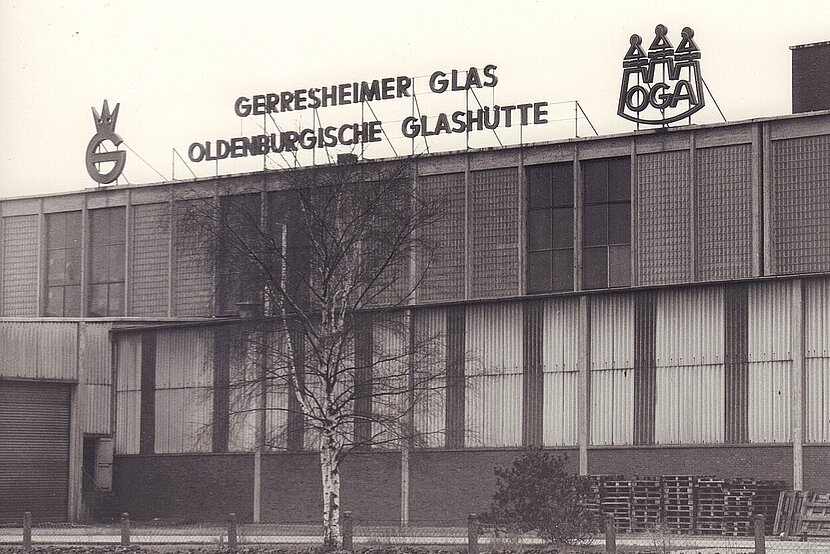 G
GERRESHEIMER GLAS
OLDENBURGISCHE GLASHÜTTE
OGA